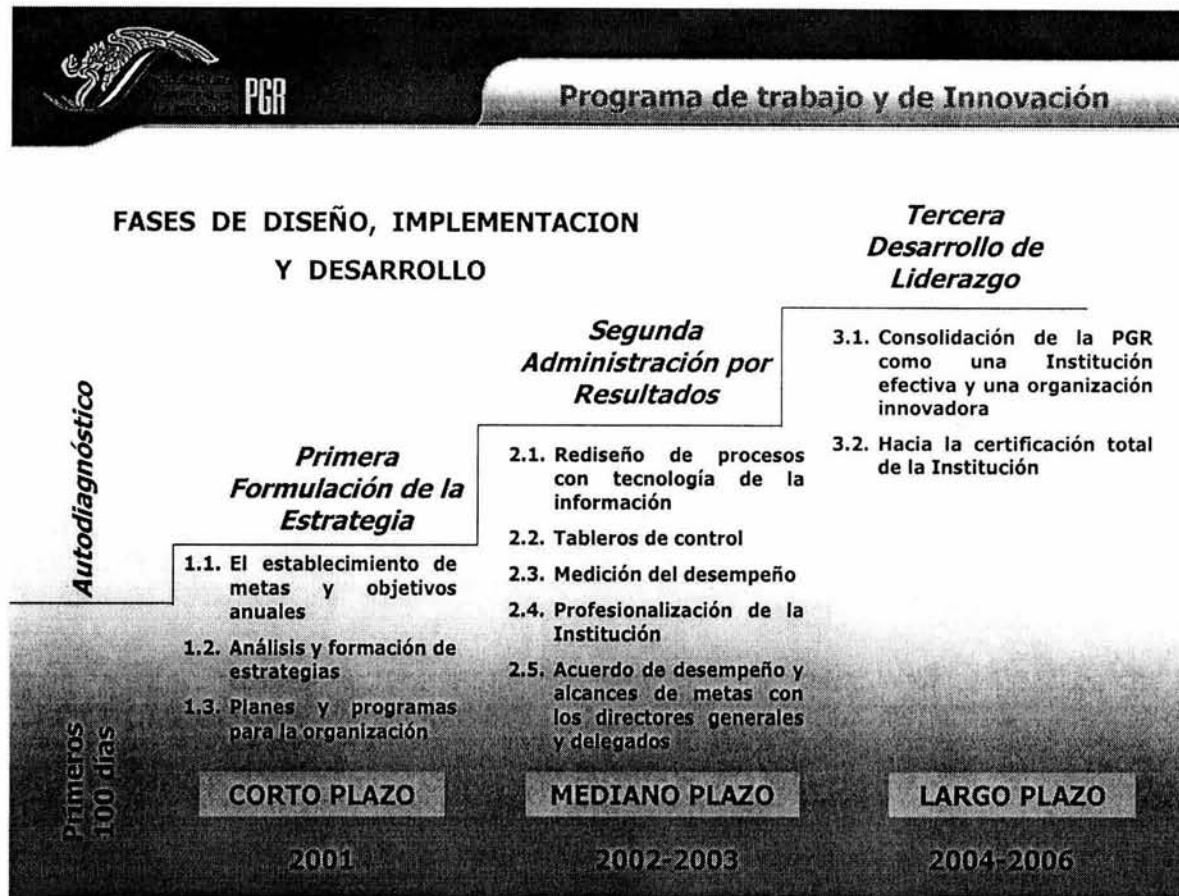 PGR
Programa de trabajo y de Innovación
FASES DE DISEÑO, IMPLEMENTACION
Y DESARROLLO
Autodiagnóstico
Primeros
100 días
Primera
Formulación de la
Estrategia
1.1. El establecimiento de
metas y objetivos
anuales
1.2. Análisis y formación de
estrategias
1.3. Planes y programas
para la organización
CORTO PLAZO
2001
Segunda
Administración por
Resultados
2.1. Rediseño de procesos
con tecnología de la
información
2.2. Tableros de control
2.3. Medición del desempeño
2.4. Profesionalización de la
Institución
2.5. Acuerdo de desempeño y
alcances de metas con
los directores generales
y delegados
MEDIANO PLAZO
2002-2003
Tercera
Desarrollo de
Liderazgo
3.1. Consolidación de la PGR
como una Institución
efectiva y una organización
innovadora
3.2. Hacia la certificación total
de la Institución
LARGO PLAZO
2004-2006